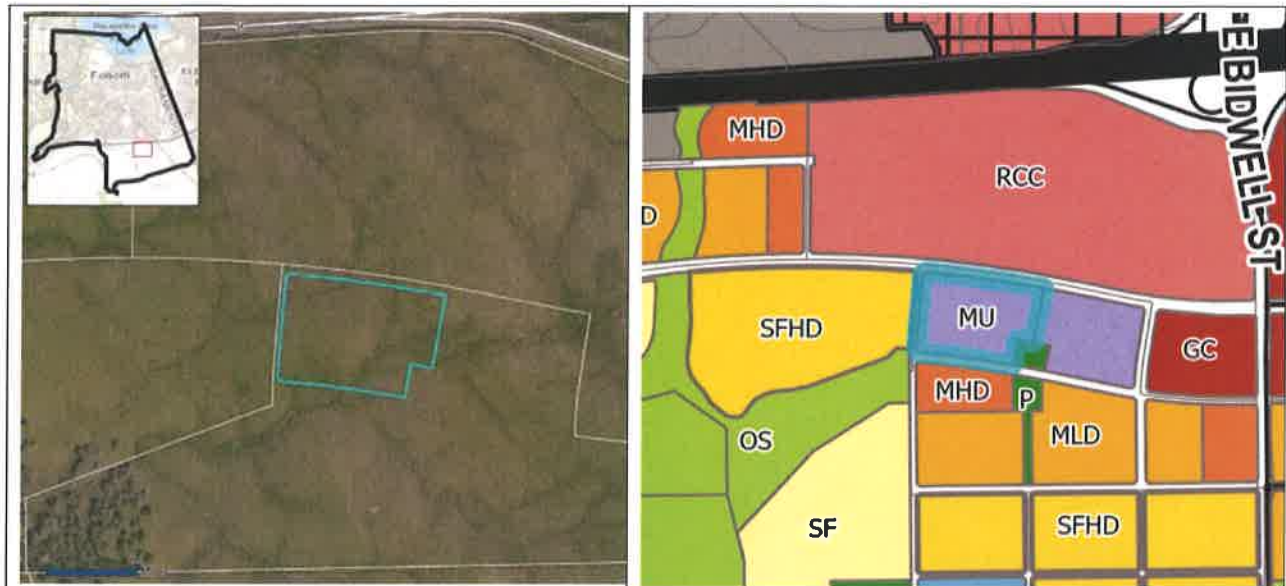 Folsom
MHD
RCC
E BIDWELL ST
D
SFHD
MU
GC
MHD
P
OS
MLD
SF
SFHD